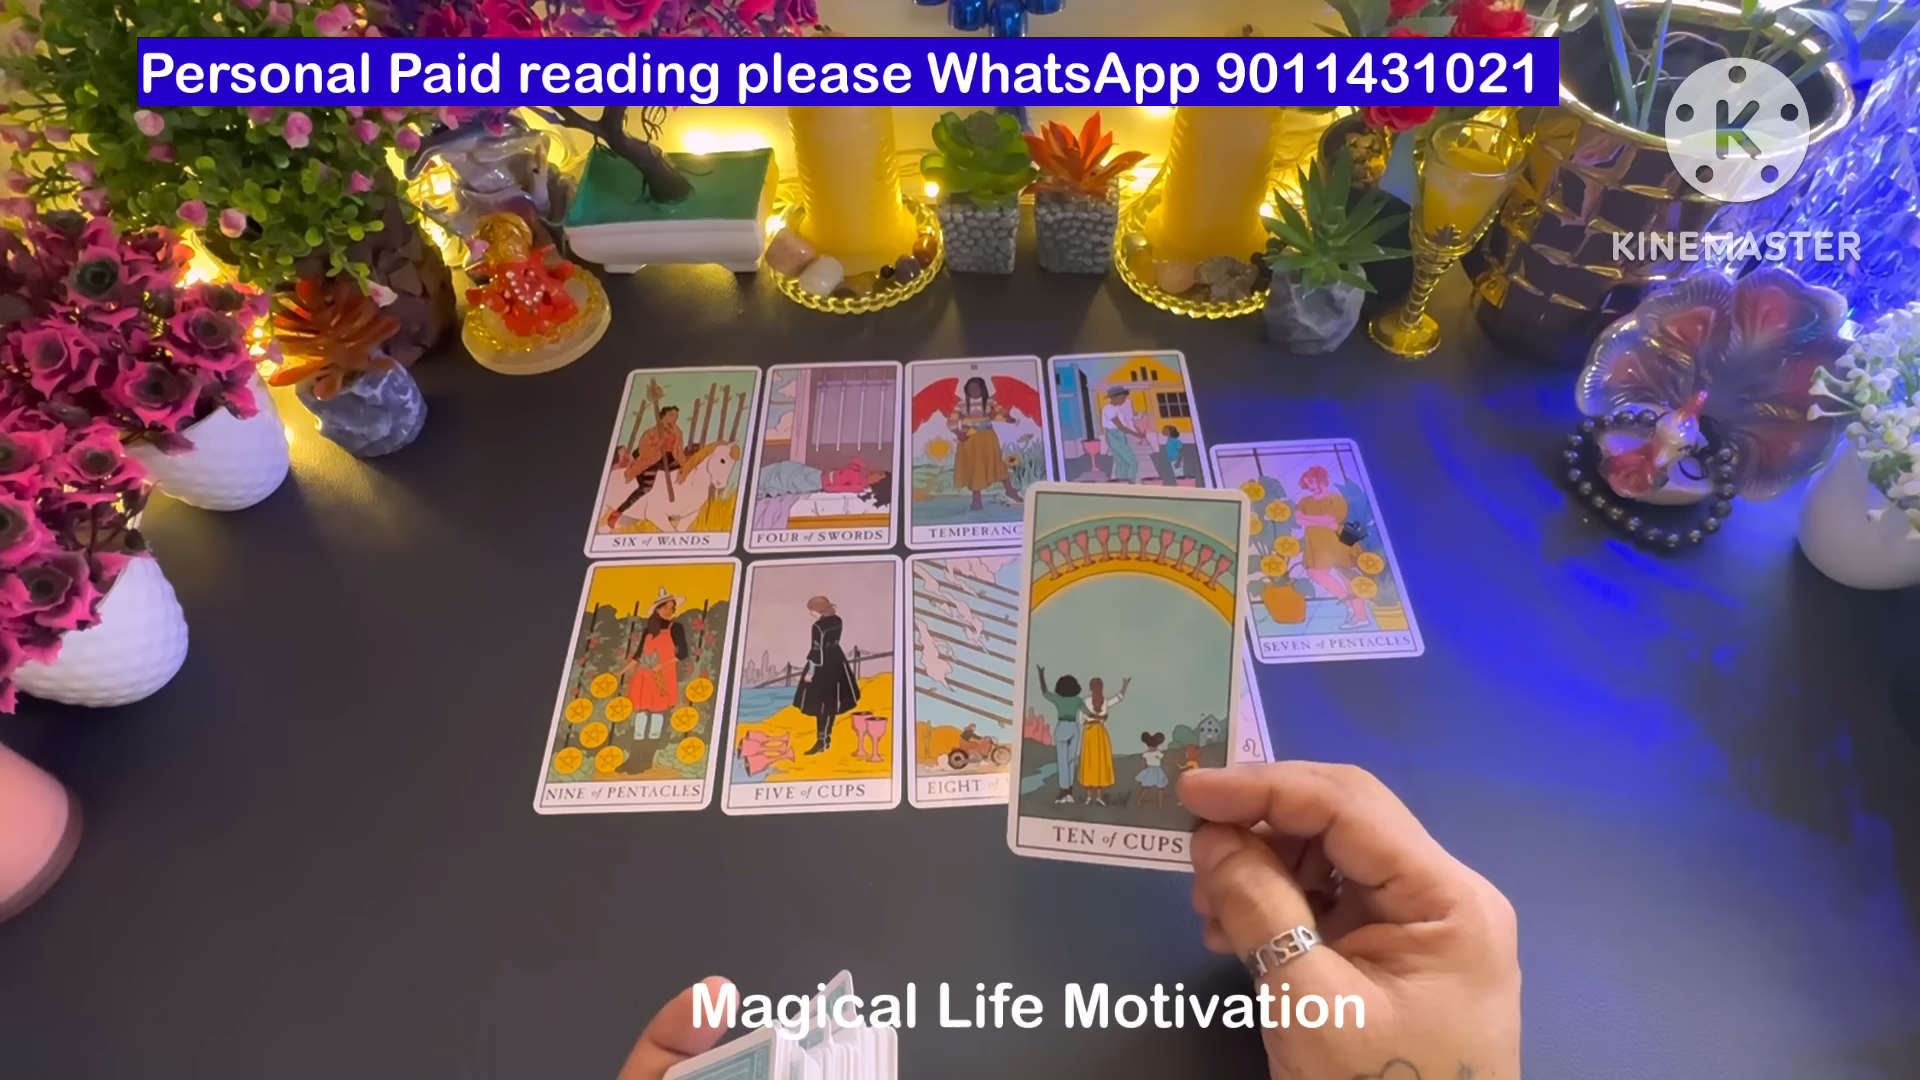 Personal Paid reading please WhatsApp 9011431021
K
KINEMASTER
SIX of WANDS
FOUR of SWORDS
TEMPERANC
SEVEN of PENTACLES
NINE of PENTACLES
FIVE of CUPS
EIGHT
TEN of CUPS
Magical Life Motivation